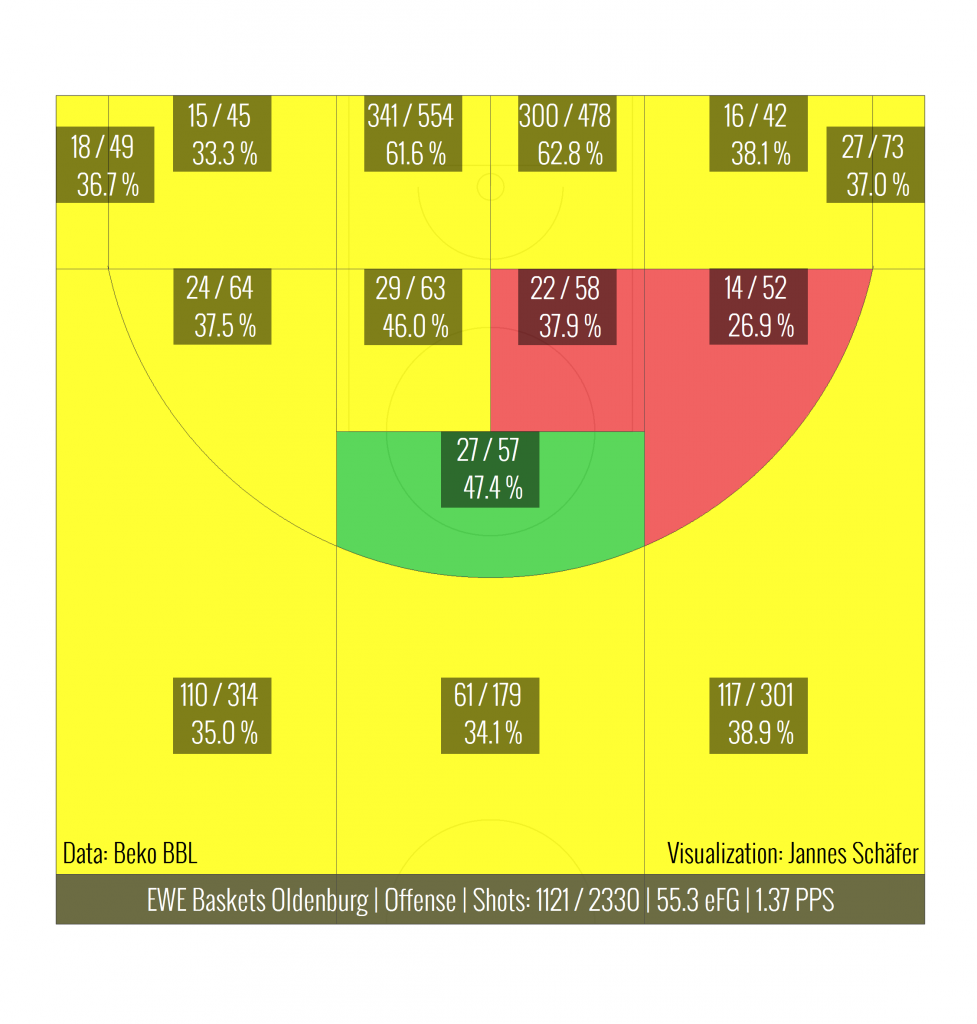 15 / 45
33.3 %
341 / 554
61.6 %
300 / 478
62.8 %
16 / 42
38.1 %
18 / 49
36.7 %
27 / 73
37.0 %
24 / 64
37.5 %
29 / 63
46.0 %
22 / 58
37.9 %
14 / 52
26.9 %
27 / 57
47.4 %
110 / 314
35.0 %
61 / 179
34.1 %
117 / 301
38.9 %
Data: Beko BBL
Visualization: Jannes Schäfer
EWE Baskets Oldenburg | Offense | Shots: 1121 / 2330 | 55.3 eFG | 1.37 PPS